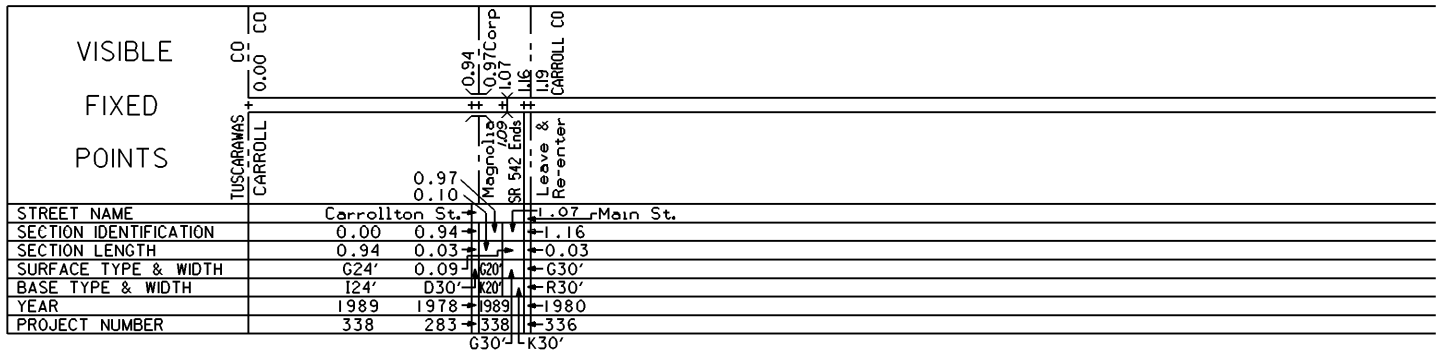 VISIBLE
FIXED
POINTS
TUSCARAWAS CO
CARROLL CO
0.00
0.94
0.97 Corp
Magnolia
1.07
1.09
1.16
SR 542 Ends
1.19
CARROLL CO
Leave &
Re-enter
0.97
0.10
STREET NAME Carrollton St. 1.07 Main St.
SECTION IDENTIFICATION 0.00 0.94 1.16
SECTION LENGTH 0.94 0.03 0.03
SURFACE TYPE & WIDTH G24' 0.09 G20' G30'
BASE TYPE & WIDTH I24' D30' K20' R30'
YEAR 1989 1978 1989 1980
PROJECT NUMBER 338 283 338 336
G30' K30'